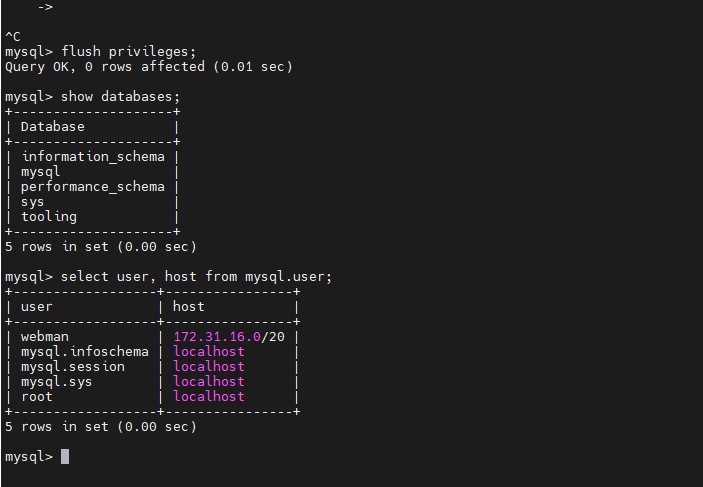 ->
^C
mysql> flush privileges;
Query OK, 0 rows affected (0.01 sec)
mysql> show databases;
+--------------------+
| Database           |
+--------------------+
| information_schema |
| mysql              |
| performance_schema |
| sys                |
| tooling            |
+--------------------+
5 rows in set (0.00 sec)
mysql> select user, host from mysql.user;
+------------------+----------------+
| user             | host           |
+------------------+----------------+
| webman           | 172.31.16.0/20 |
| mysql.infoschema | localhost      |
| mysql.session    | localhost      |
| mysql.sys        | localhost      |
| root             | localhost      |
+------------------+----------------+
5 rows in set (0.00 sec)
mysql>